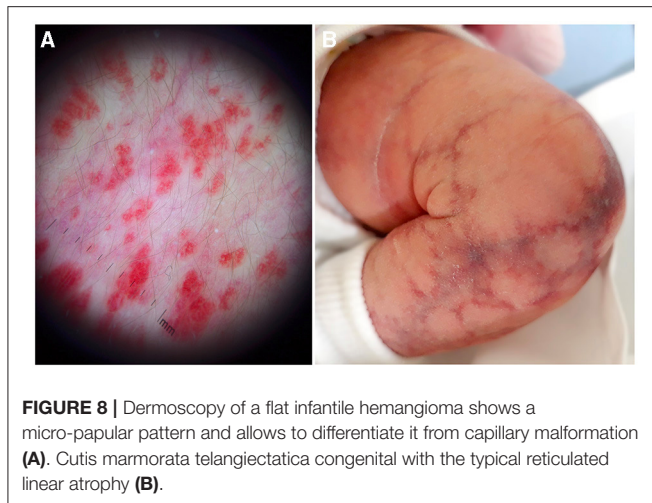 A
B
mm
FIGURE 8 | Dermoscopy of a flat infantile hemangioma shows a
micro-papular pattern and allows to differentiate it from capillary malformation
(A). Cutis marmorata telangiectatica congenital with the typical reticulated
linear atrophy (B).